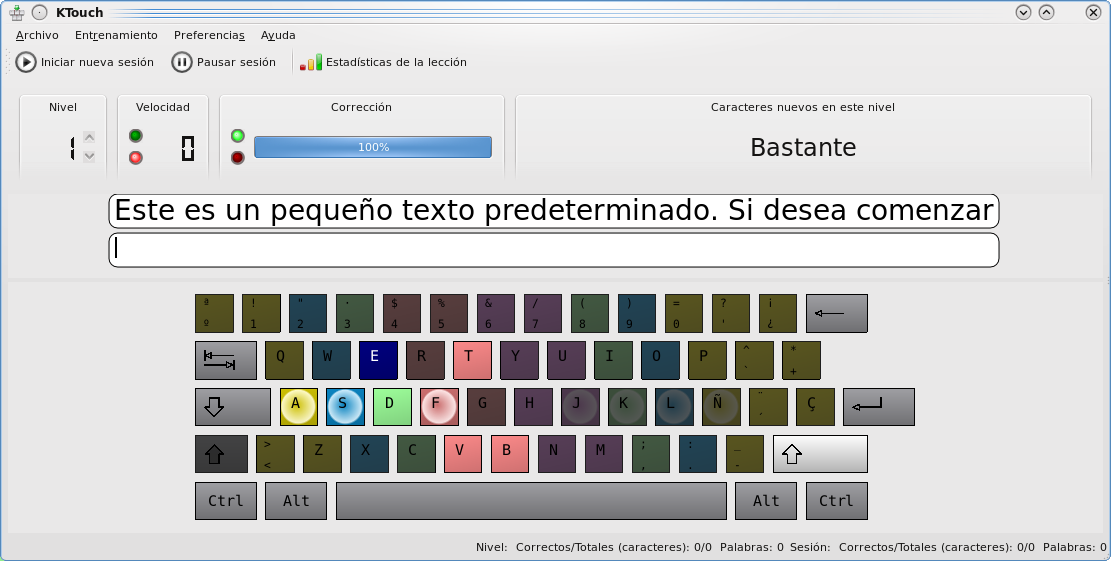 KTouch
Archivo Entrenamiento Preferencias Ayuda
Iniciar nueva sesión Pausar sesión Estadísticas de la lección
Nivel Velocidad Corrección Caracteres nuevos en este nivel
1 0 100% Bastante
Este es un pequeño texto predeterminado. Si desea comenzar
ª ! " · $ % & / ( ) = ? ¡
º 1 2 3 4 5 6 7 8 9 0 ' ¿
Q W E R T Y U I O P ^ *
` +
A S D F G H J K L Ñ ¨ Ç
> Z X C V B N M ; : _
< , . -
Ctrl Alt Alt Ctrl
Nivel: Correctos/Totales (caracteres): 0/0 Palabras: 0 Sesión: Correctos/Totales (caracteres): 0/0 Palabras: 0